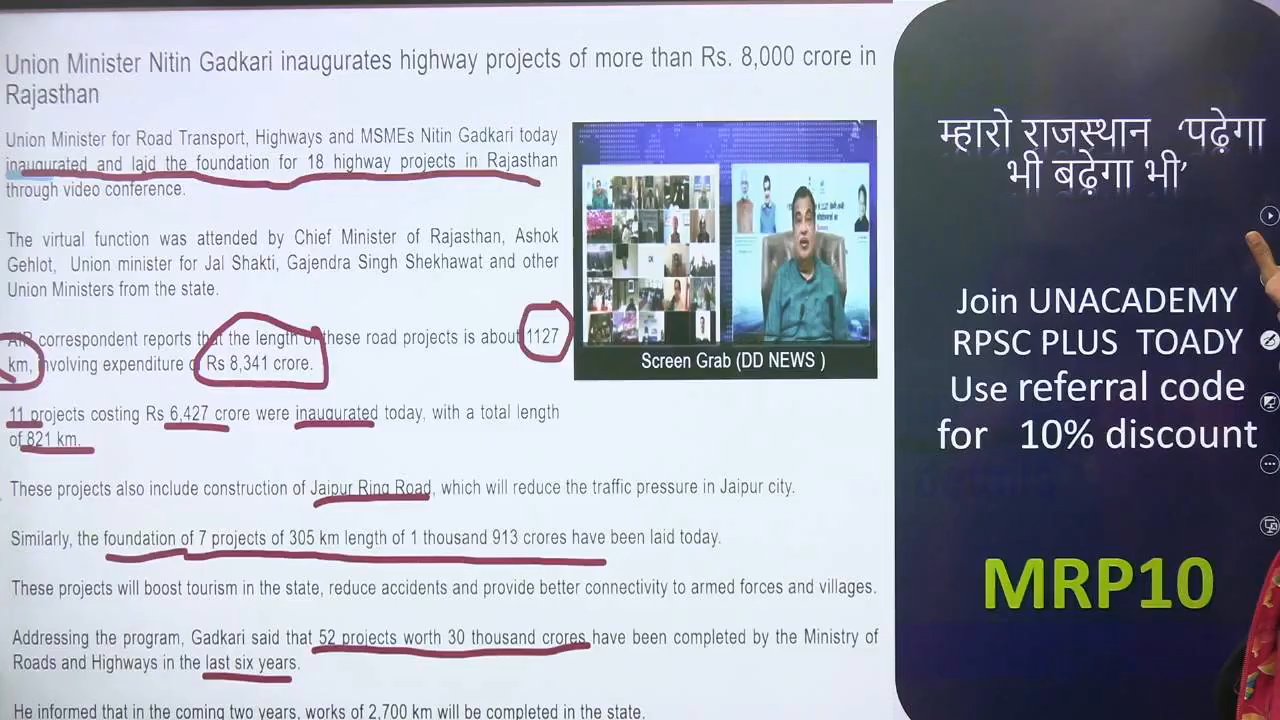 Union Minister Nitin Gadkari inaugurates highway projects of more than Rs. 8,000 crore in
Rajasthan
Union Minister for Road Transport, Highways and MSMEs Nitin Gadkari today
inaugurated and laid the foundation for 18 highway projects in Rajasthan
through video conference.
The virtual function was attended by Chief Minister of Rajasthan, Ashok
Gehlot, Union minister for Jal Shakti, Gajendra Singh Shekhawat and other
Union Ministers from the state.
AIR correspondent reports that the length of these road projects is about 1127
km, involving expenditure of Rs 8,341 crore.
11 projects costing Rs 6,427 crore were inaugurated today, with a total length
of 821 km.
Screen Grab (DD NEWS )
These projects also include construction of Jaipur Ring Road, which will reduce the traffic pressure in Jaipur city.
Similarly, the foundation of 7 projects of 305 km length of 1 thousand 913 crores have been laid today.
These projects will boost tourism in the state, reduce accidents and provide better connectivity to armed forces and villages.
Addressing the program, Gadkari said that 52 projects worth 30 thousand crores have been completed by the Ministry of
Roads and Highways in the last six years.
He informed that in the coming two years, works of 2,700 km will be completed in the state.
म्हारो राजस्थान ‘पढ़ेगा
भी बढ़ेगा भी’
Join UNACADEMY
RPSC PLUS TOADY
Use referral code
for 10% discount
MRP10